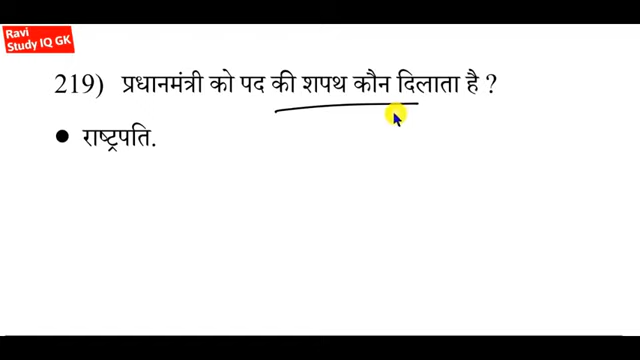 Ravi
Study IQ GK
219) प्रधानमंत्री को पद की शपथ कौन दिलाता है ?
● राष्ट्रपति.